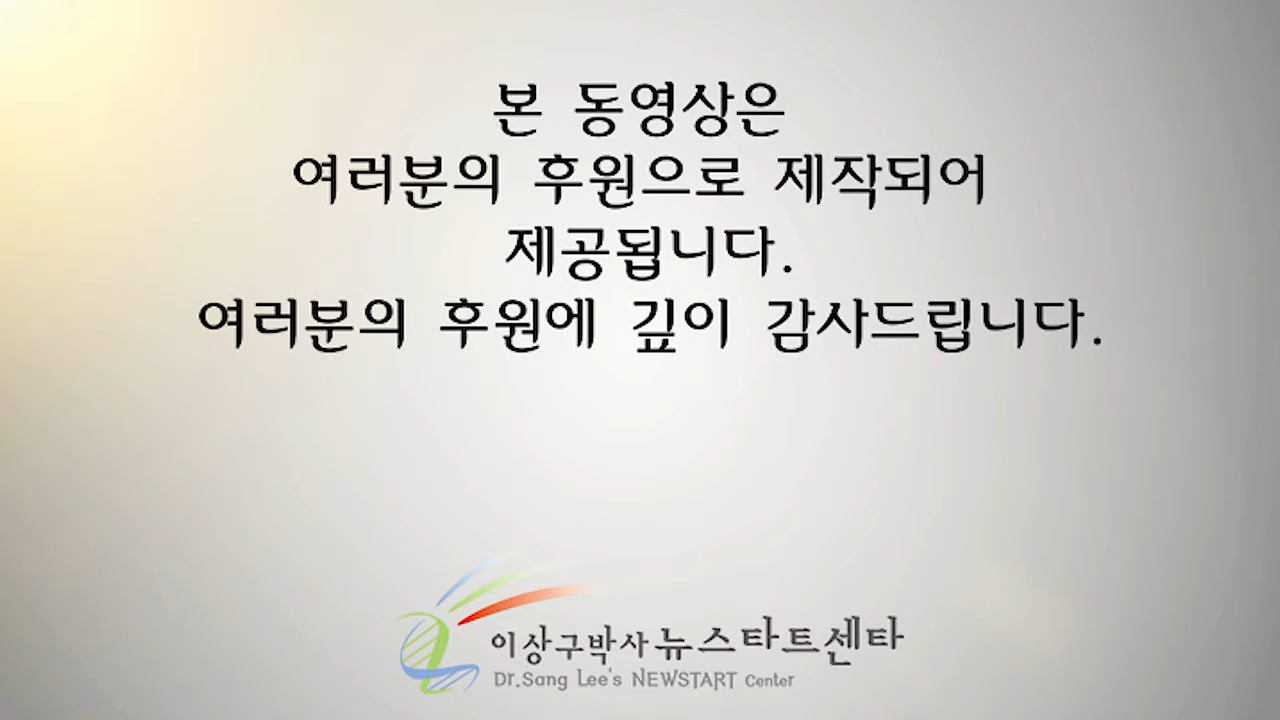 본 동영상은
여러분의 후원으로 제작되어
제공됩니다.
여러분의 후원에 깊이 감사드립니다.
이상구박사 뉴스타트센타
Dr.Sang Lee's NEWSTART Center